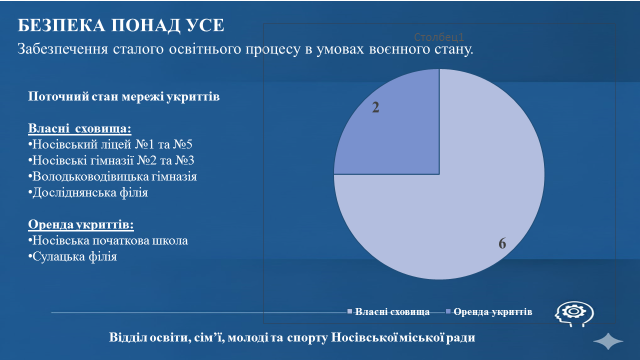 БЕЗПЕКА ПОНАД УСЕ
Забезпечення сталого освітнього процесу в умовах воєнного стану.
Столбец1
Поточний стан мережі укриттів
Власні сховища:
•Носівський ліцей №1 та №5
•Носівські гімназії №2 та №3
•Володьководівицька гімназія
•Досліднянська філія
Оренда укриттів:
•Носівська початкова школа
•Сулацька філія
2
6
Власні сховища Оренда укриттів
Відділ освіти, сім’ї, молоді та спорту Носівської міської ради